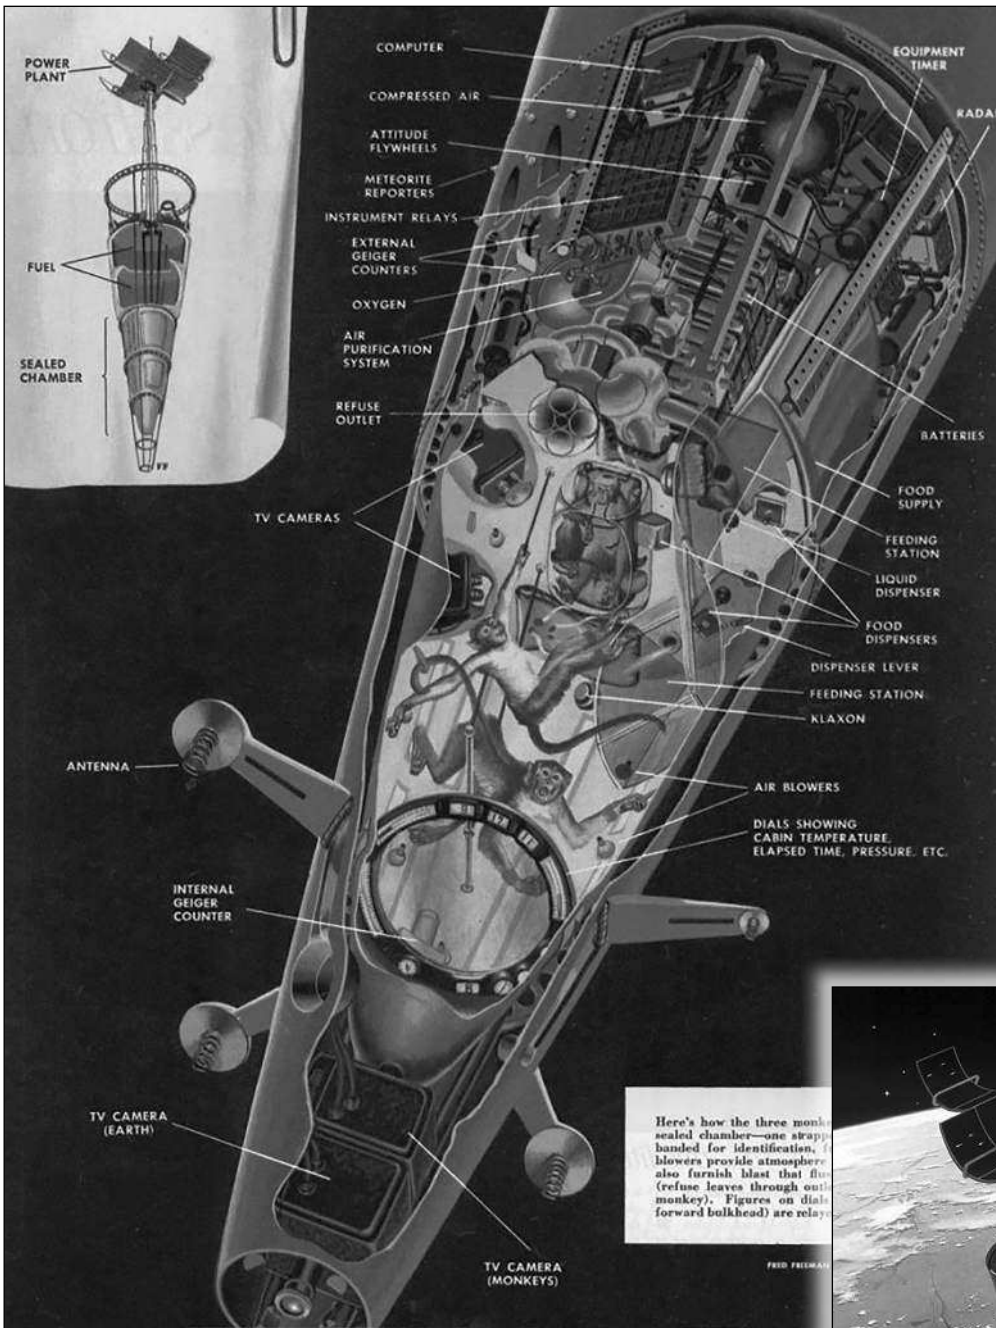 POWER
PLANT
FUEL
SEALED
CHAMBER
COMPUTER
COMPRESSED AIR
ATTITUDE
FLYWHEELS
METEORITE
REPORTERS
INSTRUMENT RELAYS
EXTERNAL
GEIGER
COUNTERS
OXYGEN
AIR
PURIFICATION
SYSTEM
REFUSE
OUTLET
TV CAMERAS
EQUIPMENT
TIMER
RADAR
BATTERIES
FOOD
SUPPLY
FEEDING
STATION
LIQUID
DISPENSER
FOOD
DISPENSERS
DISPENSER LEVER
FEEDING STATION
KLAXON
AIR BLOWERS
DIALS SHOWING
CABIN TEMPERATURE,
ELAPSED TIME, PRESSURE, ETC.
ANTENNA
INTERNAL
GEIGER
COUNTER
TV CAMERA
(EARTH)
TV CAMERA
(MONKEYS)
Here's how the three
sealed chamber—one
banded for identification,
blowers provide atmosphere
also furnish blast that
(refuse leaves through
monkey). Figures on dials
forward bulkhead) are
FRED FREEMAN